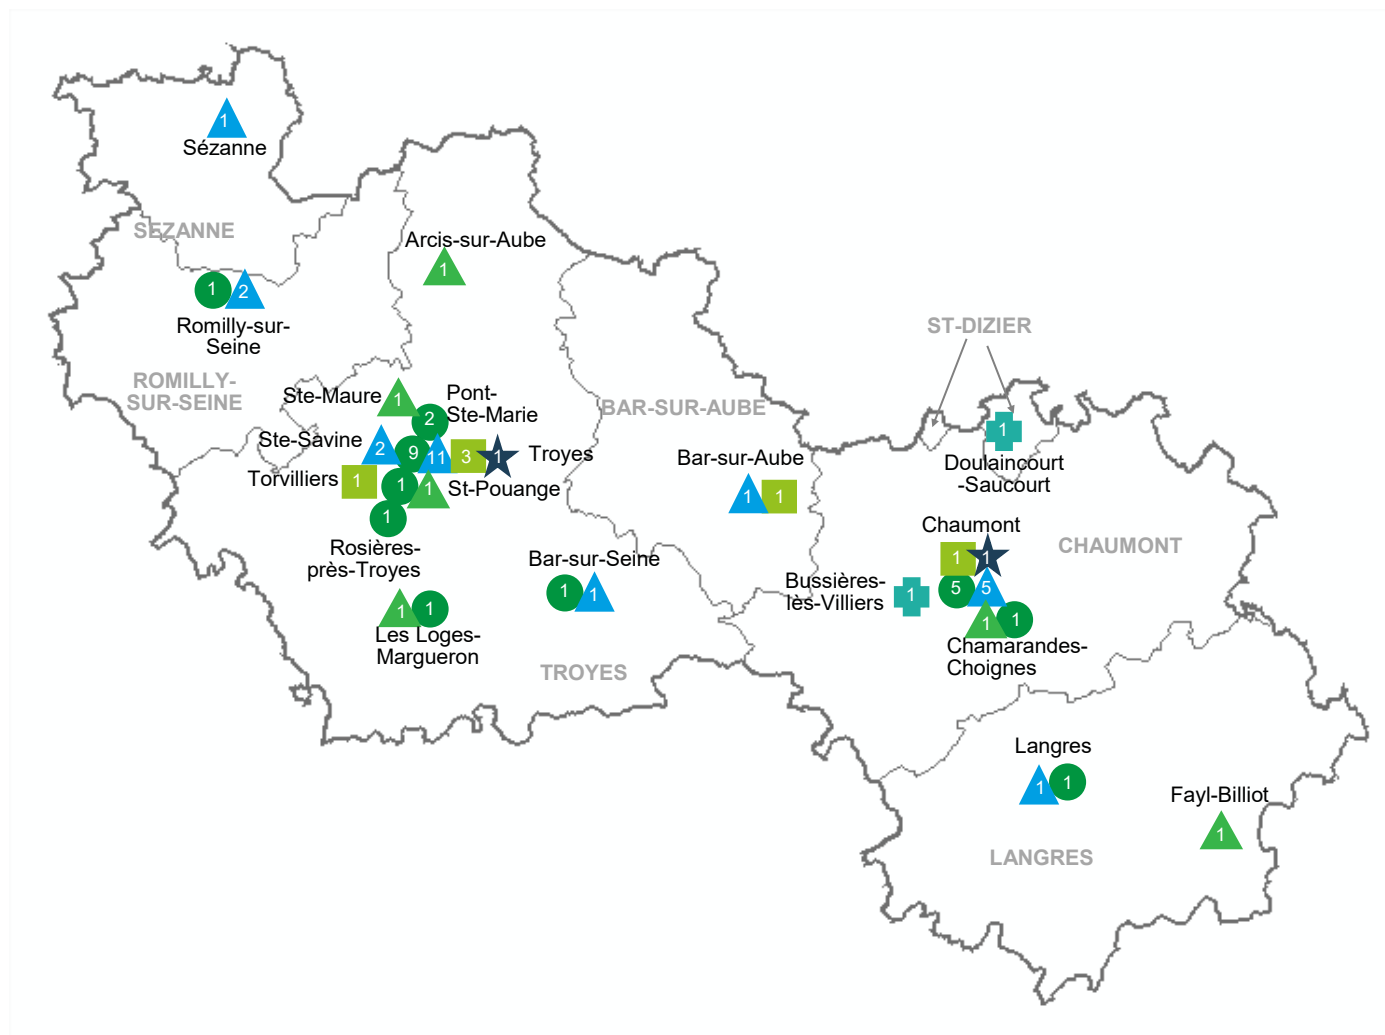 1
Sézanne
SEZANNE
Arcis-sur-Aube
1
1
2
Romilly-sur-
Seine
ROMILLY-
SUR-SEINE
ST-DIZIER
Ste-Maure
1
Pont-
Ste-Marie
2
BAR-SUR-AUBE
Ste-Savine
2
9
11
3
1
Troyes
Torvilliers
1
1
1
St-Pouange
1
Rosières-
près-Troyes
Bar-sur-Aube
1
1
1
Doulaincourt
-Saucourt
Chaumont
1
1
5
5
CHAUMONT
Bussières-
lès-Villiers
1
1
1
Chamarandes-
Choignes
Bar-sur-Seine
1
1
1
1
Les Loges-
Margueron
TROYES
Langres
1
1
Fayl-Billiot
1
LANGRES